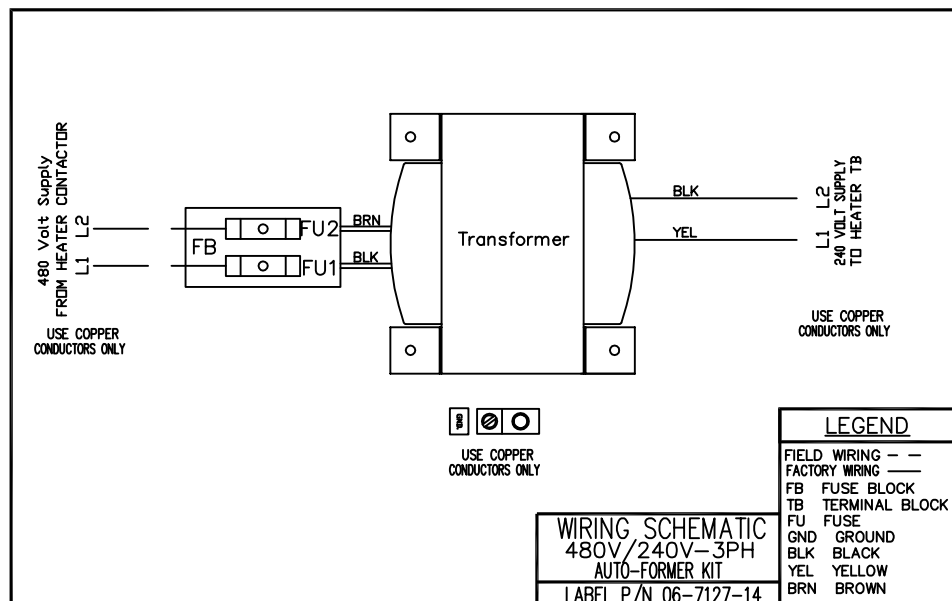 480 Volt Supply
FROM HEATER CONTACTOR
L2
L1
FB
FU2
FU1
BRN
BLK
Transformer
BLK
YEL
L2
L1
240 VOLT SUPPLY
TO HEATER TB
USE COPPER
CONDUCTORS ONLY
USE COPPER
CONDUCTORS ONLY
GRD.
USE COPPER
CONDUCTORS ONLY
LEGEND
FIELD WIRING – –
FACTORY WIRING ——
FB FUSE BLOCK
TB TERMINAL BLOCK
FU FUSE
GND GROUND
BLK BLACK
YEL YELLOW
BRN BROWN
WIRING SCHEMATIC
480V/240V–3PH
AUTO-FORMER KIT
LABEL P/N 06-7127-14